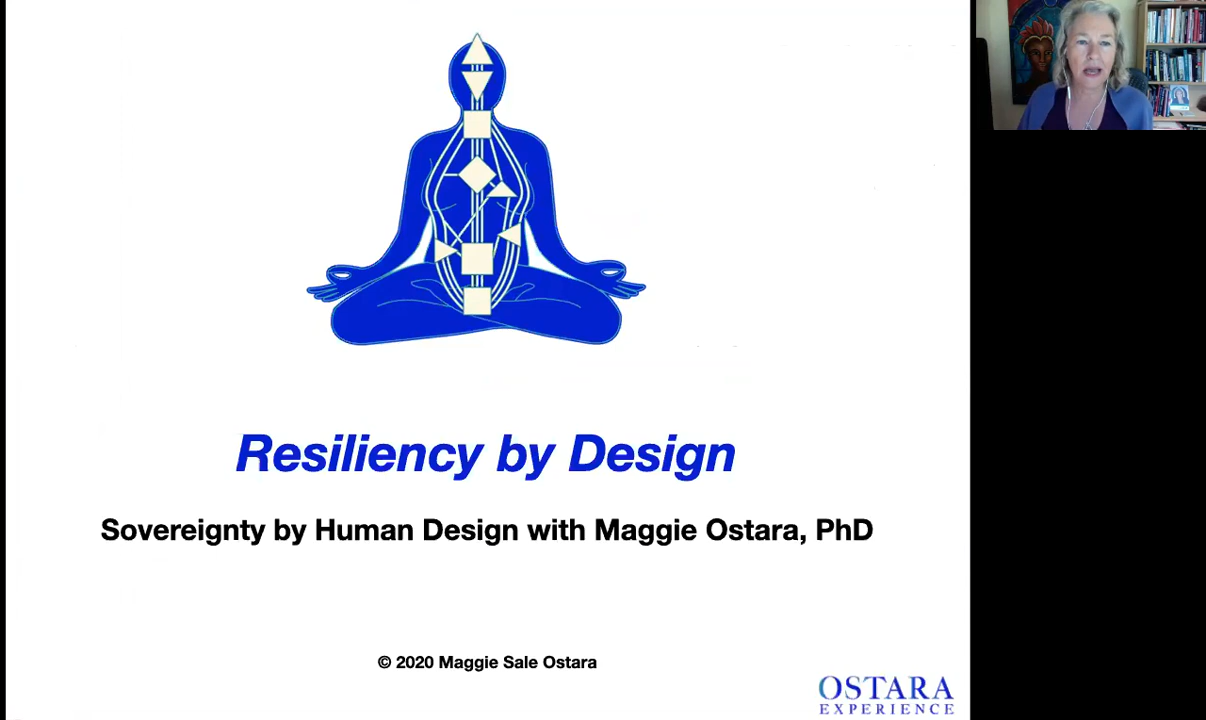 Resiliency by Design
Sovereignty by Human Design with Maggie Ostara, PhD
© 2020 Maggie Sale Ostara
OSTARA
EXPERIENCE